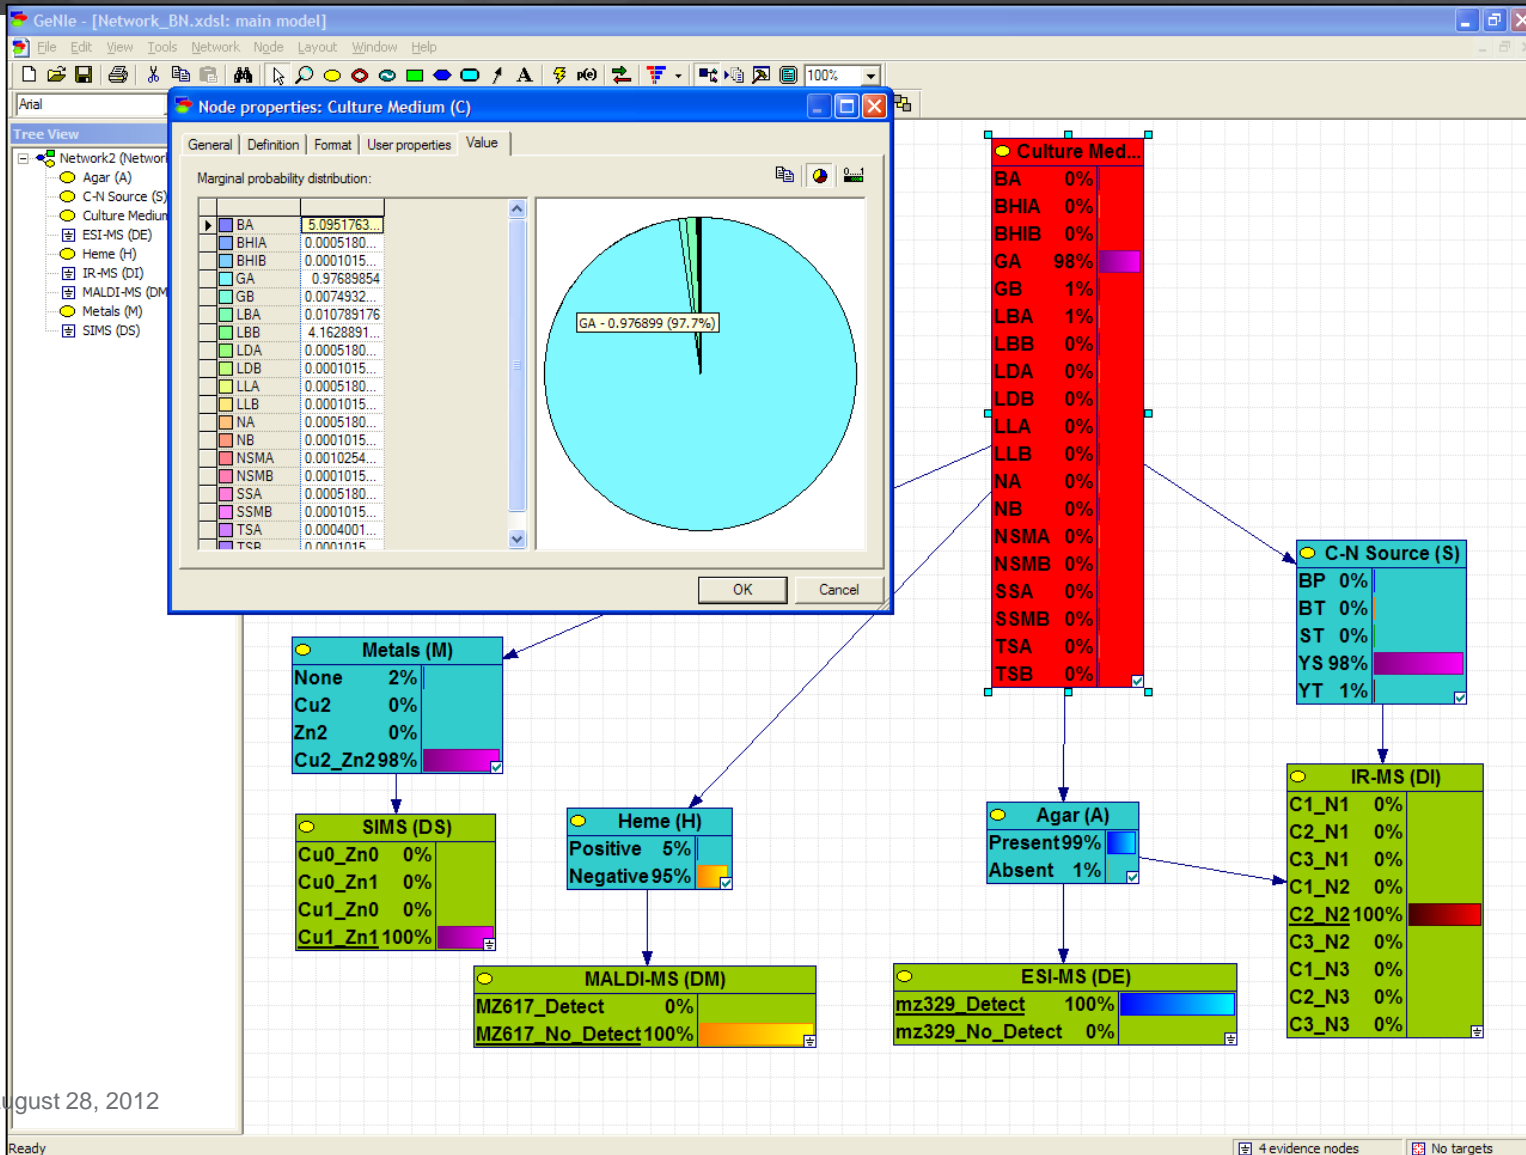 GeNIe - [Network_BN.xdsl: main model]
File Edit View Tools Network Node Layout Window Help
100%
Arial
Node properties: Culture Medium (C)
General Definition Format User properties Value
Marginal probability distribution:
BA 5.0951763...
BHIA 0.0005180...
BHIB 0.0001015...
GA 0.97689854
GB 0.0074932...
LBA 0.010789176
LBB 4.1628891...
LDA 0.0005180...
LDB 0.0001015...
LLA 0.0005180...
LLB 0.0001015...
NA 0.0005180...
NB 0.0001015...
NSMA 0.0010254...
NSMB 0.0001015...
SSA 0.0005180...
SSMB 0.0001015...
TSA 0.0004001...
TSB 0.0001015
GA - 0.976899 (97.7%)
OK Cancel
Tree View
Network2 (Networ
Agar (A)
C-N Source (S)
Culture Medium
ESI-MS (DE)
Heme (H)
IR-MS (DI)
MALDI-MS (DM
Metals (M)
SIMS (DS)
Culture Med...
BA 0%
BHIA 0%
BHIB 0%
GA 98%
GB 1%
LBA 1%
LBB 0%
LDA 0%
LDB 0%
LLA 0%
LLB 0%
NA 0%
NB 0%
NSMA 0%
NSMB 0%
SSA 0%
SSMB 0%
TSA 0%
TSB 0%
C-N Source (S)
BP 0%
BT 0%
ST 0%
YS 98%
YT 1%
Metals (M)
None 2%
Cu2 0%
Zn2 0%
Cu2_Zn2 98%
SIMS (DS)
Cu0_Zn0 0%
Cu0_Zn1 0%
Cu1_Zn0 0%
Cu1_Zn1 100%
Heme (H)
Positive 5%
Negative 95%
Agar (A)
Present 99%
Absent 1%
IR-MS (DI)
C1_N1 0%
C2_N1 0%
C3_N1 0%
C1_N2 0%
C2_N2 100%
C3_N2 0%
C1_N3 0%
C2_N3 0%
C3_N3 0%
MALDI-MS (DM)
MZ617_Detect 0%
MZ617_No_Detect 100%
ESI-MS (DE)
mz329_Detect 100%
mz329_No_Detect 0%
ugust 28, 2012
Ready
4 evidence nodes
No targets